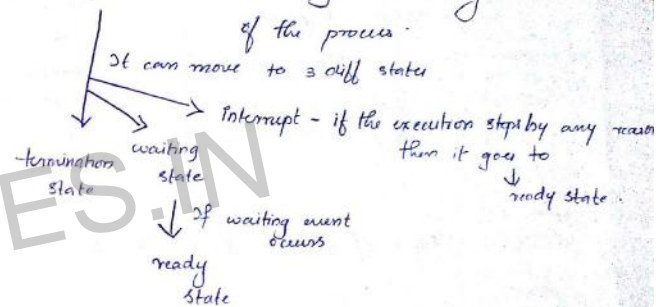 of the process.
It can move to 3 diff states
Interrupt - if the execution stops by any reason
then it goes to
ready state.
termination
state
waiting
state
If waiting event
occurs
ready
state
ES.IN